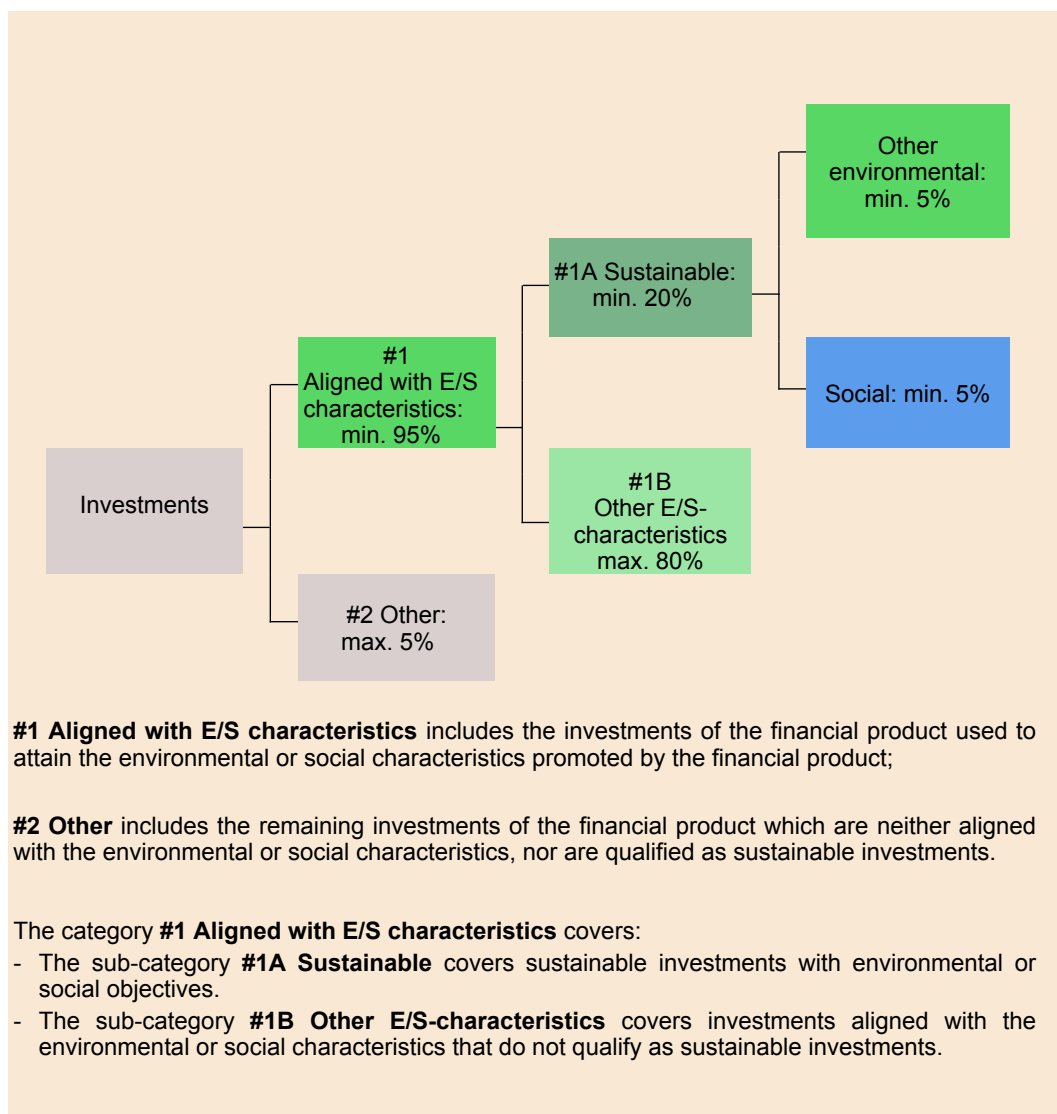 Other
environmental:
min. 5%
#1A Sustainable:
min. 20%
#1
Aligned with E/S
characteristics:
min. 95%
Social: min. 5%
Investments
#1B
Other E/S-
characteristics
max. 80%
#2 Other:
max. 5%
#1 Aligned with E/S characteristics includes the investments of the financial product used to
attain the environmental or social characteristics promoted by the financial product;
#2 Other includes the remaining investments of the financial product which are neither aligned
with the environmental or social characteristics, nor are qualified as sustainable investments.
The category #1 Aligned with E/S characteristics covers:
- The sub-category #1A Sustainable covers sustainable investments with environmental or
social objectives.
- The sub-category #1B Other E/S-characteristics covers investments aligned with the
environmental or social characteristics that do not qualify as sustainable investments.